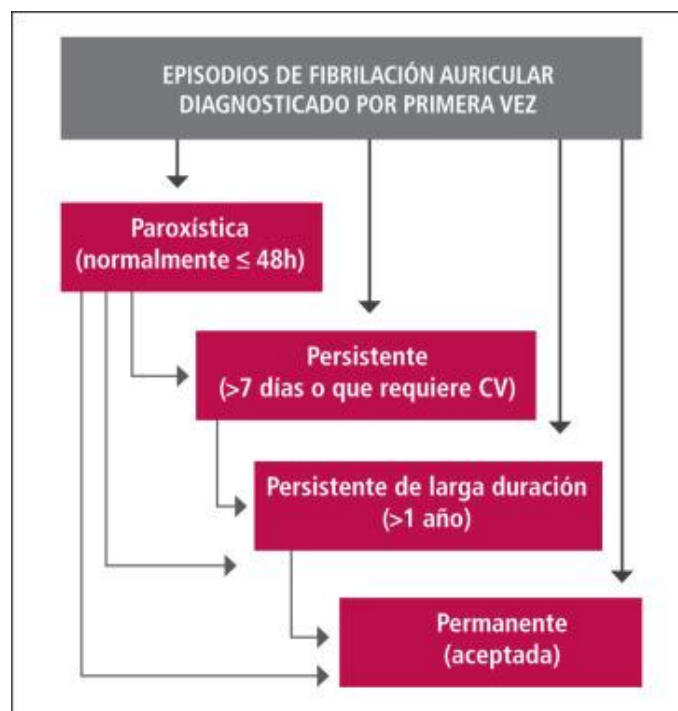 EPISODIOS DE FIBRILACIÓN AURICULAR
DIAGNOSTICADO POR PRIMERA VEZ
Paroxística
(normalmente ≤ 48h)
Persistente
(>7 días o que requiere CV)
Persistente de larga duración
(>1 año)
Permanente
(aceptada)